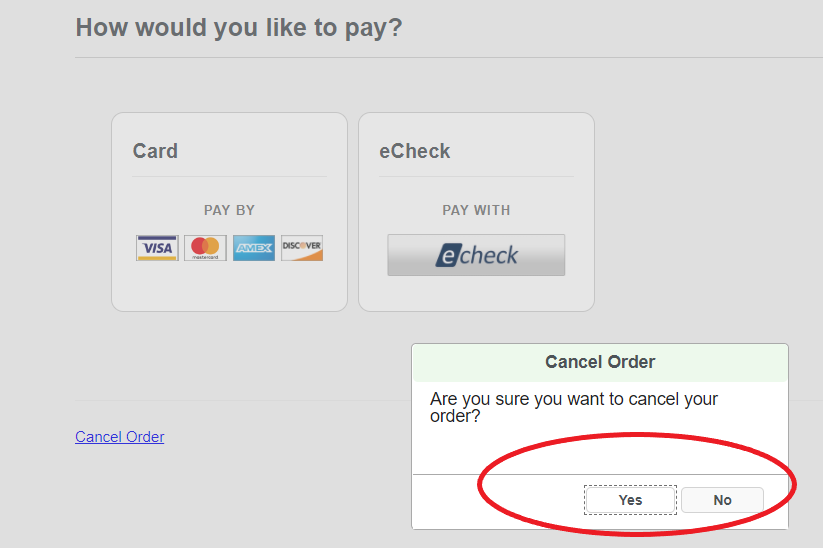 How would you like to pay?
Card
eCheck
PAY BY
PAY WITH
VISA
mastercard
AMEX
DISCOVER
echeck
Cancel Order
Are you sure you want to cancel your
order?
Cancel Order
Yes
No